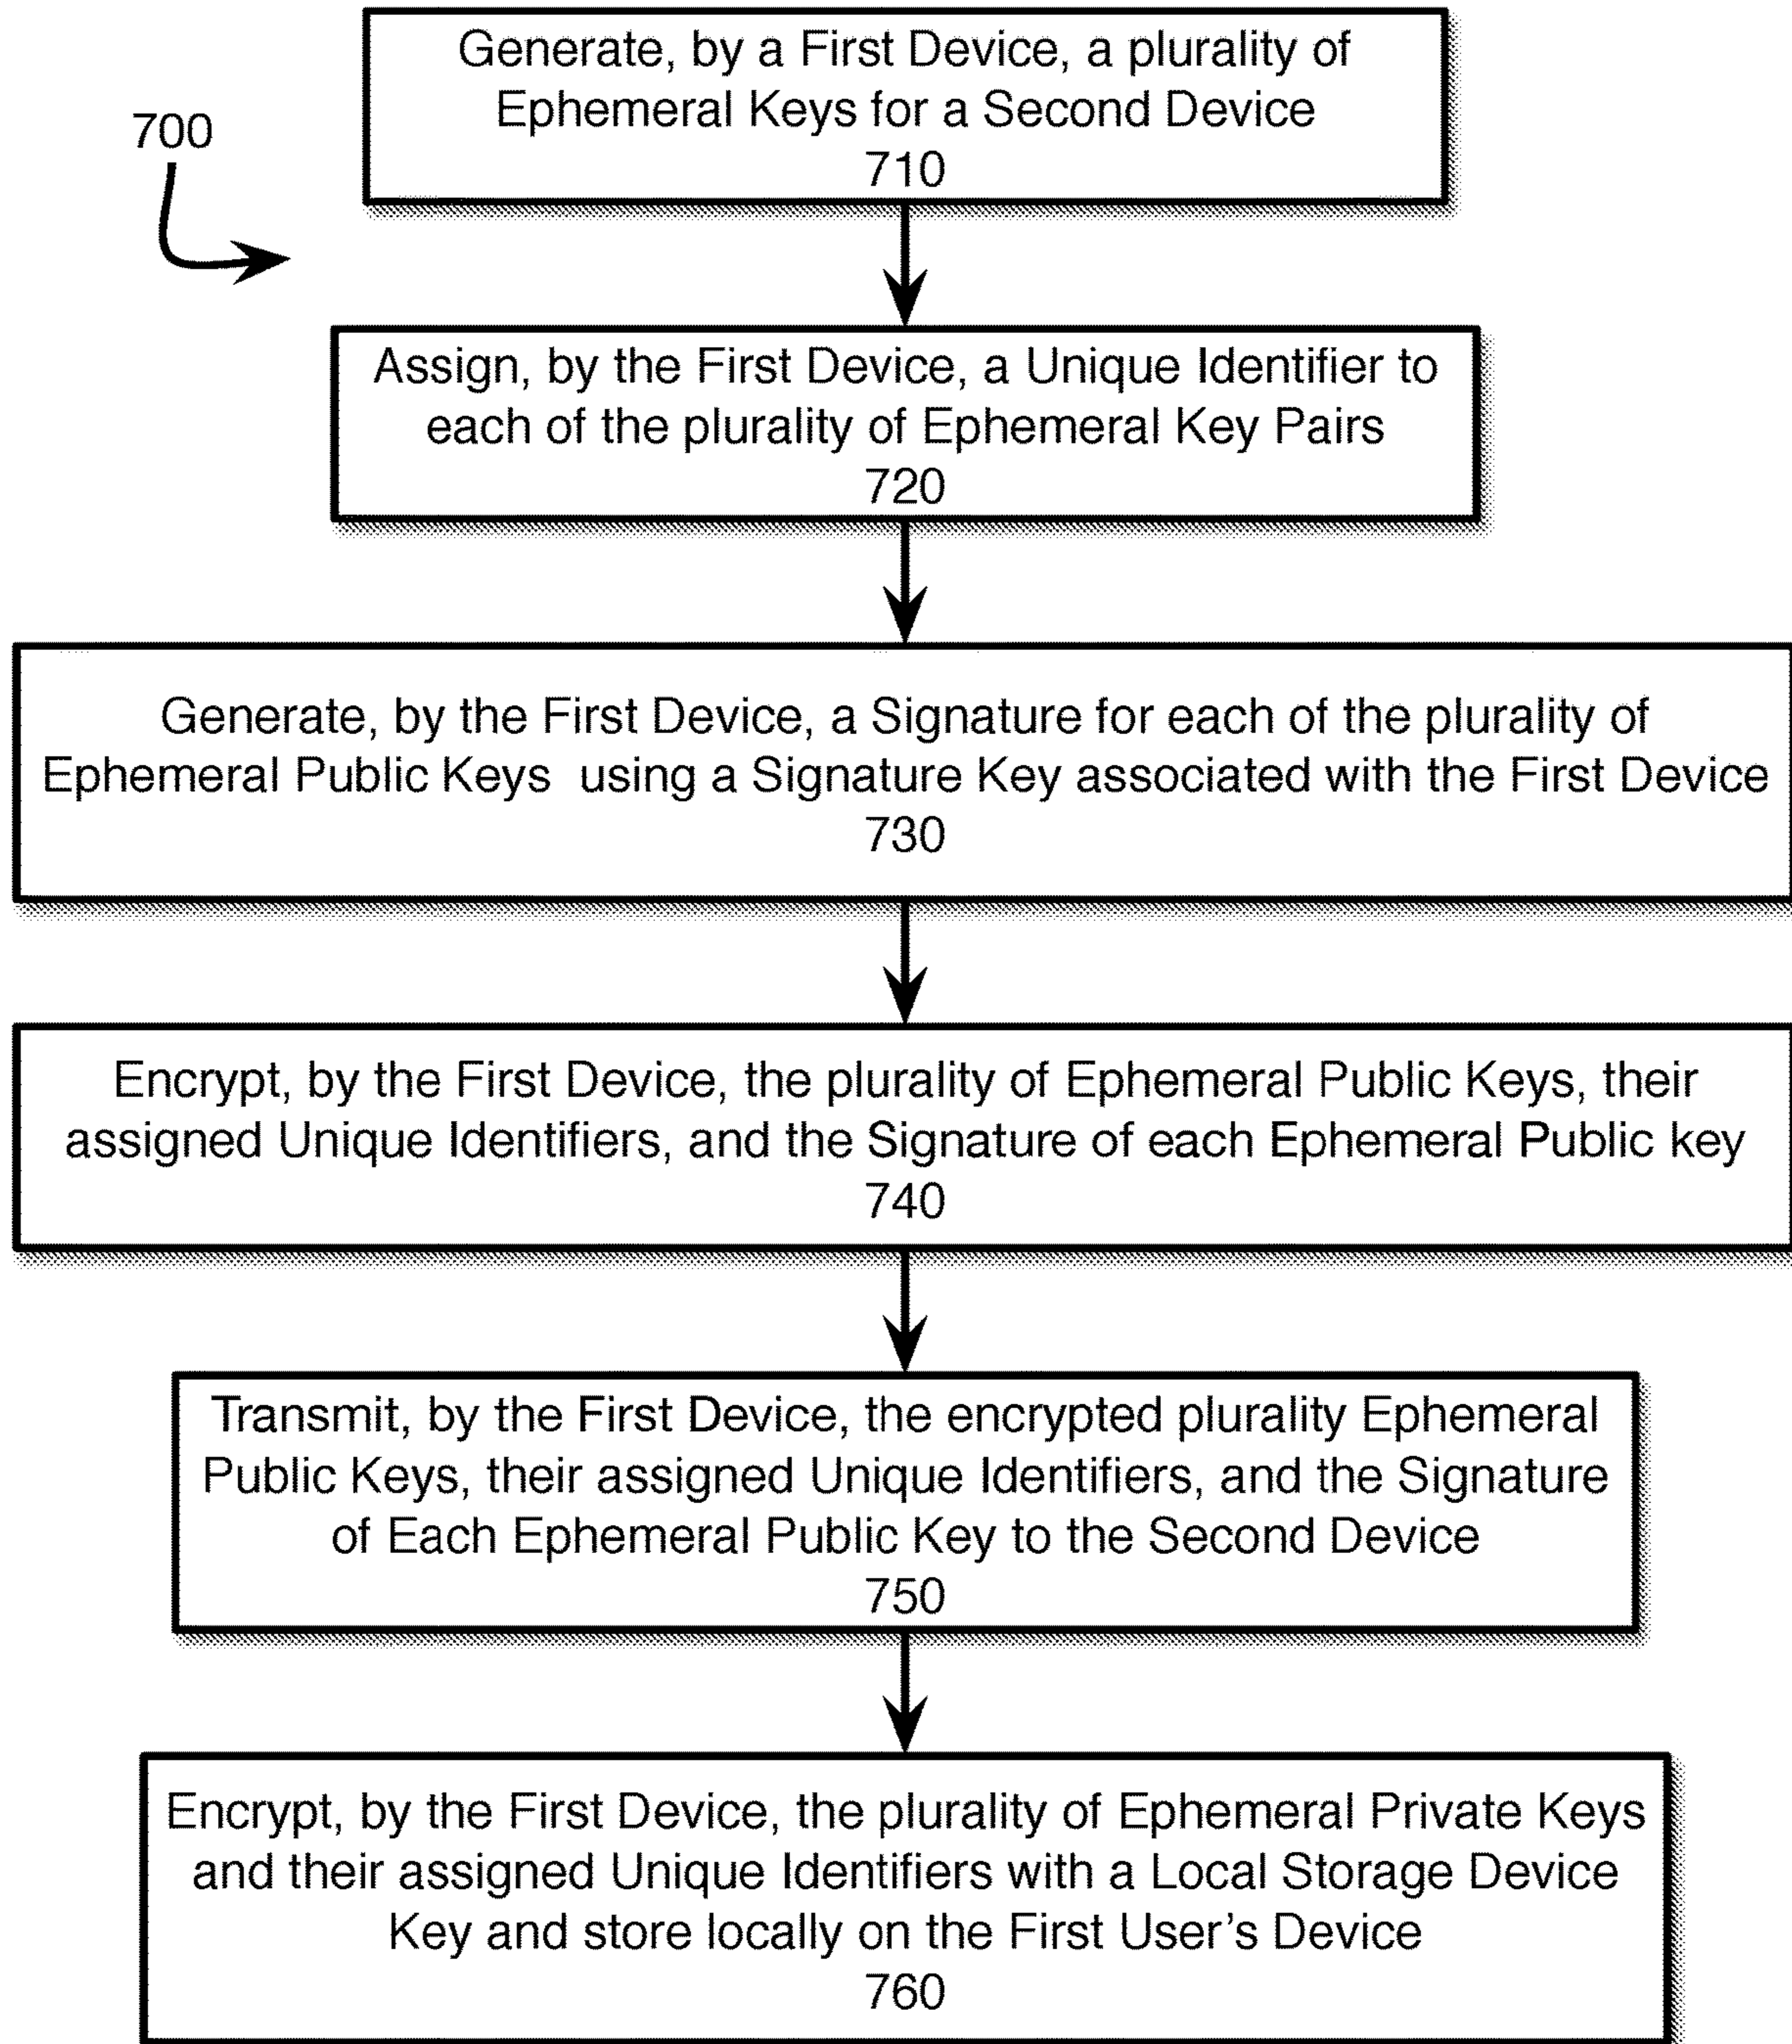 Generate, by a First Device, a plurality of
Ephemeral Keys for a Second Device
710
700
Assign, by the First Device, a Unique Identifier to
each of the plurality of Ephemeral Key Pairs
720
Generate, by the First Device, a Signature for each of the plurality of
Ephemeral Public Keys using a Signature Key associated with the First Device
730
Encrypt, by the First Device, the plurality of Ephemeral Public Keys, their
assigned Unique Identifiers, and the Signature of each Ephemeral Public key
740
Transmit, by the First Device, the encrypted plurality Ephemeral
Public Keys, their assigned Unique Identifiers, and the Signature
of Each Ephemeral Public Key to the Second Device
750
Encrypt, by the First Device, the plurality of Ephemeral Private Keys
and their assigned Unique Identifiers with a Local Storage Device
Key and store locally on the First User’s Device
760